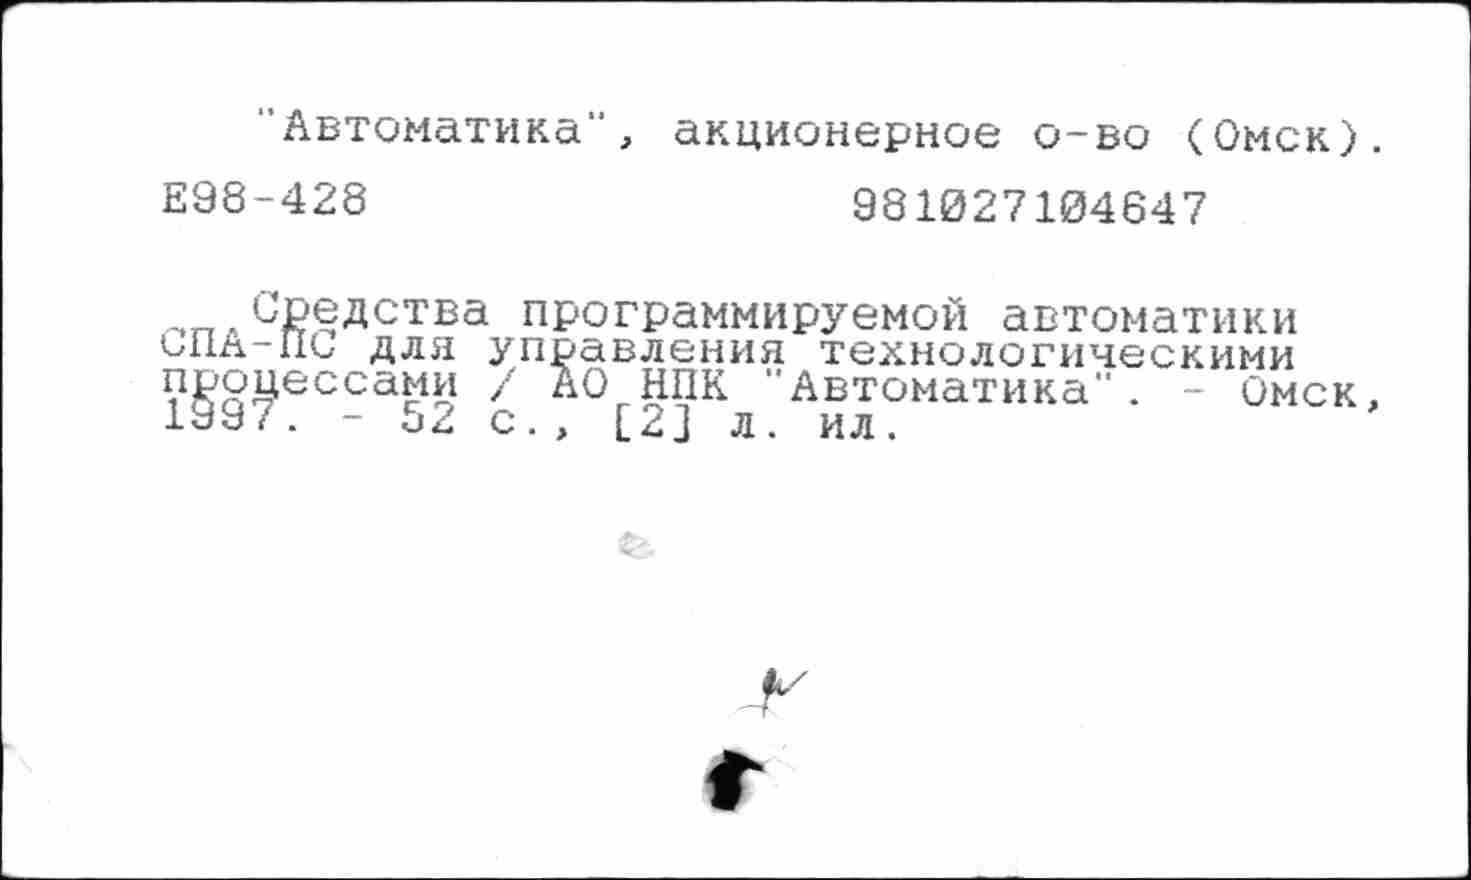 "Автоматика", акционерное о-во (Омск).
Е98-428 981027104647
Средства программируемой автоматики
СПА-ПС для управления технологическими
процессами / АО НПК "Автоматика". - Омск,
1997. - 52 с., [2] л. ил.